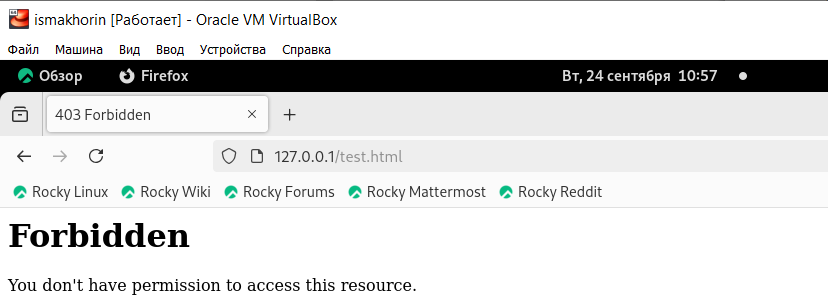 ismakhorin [Работает] - Oracle VM VirtualBox
Файл Машина Вид Ввод Устройства Справка
Обзор Firefox Вт, 24 сентября 10:57
403 Forbidden
127.0.0.1/test.html
Rocky Linux Rocky Wiki Rocky Forums Rocky Mattermost Rocky Reddit
Forbidden
You don't have permission to access this resource.